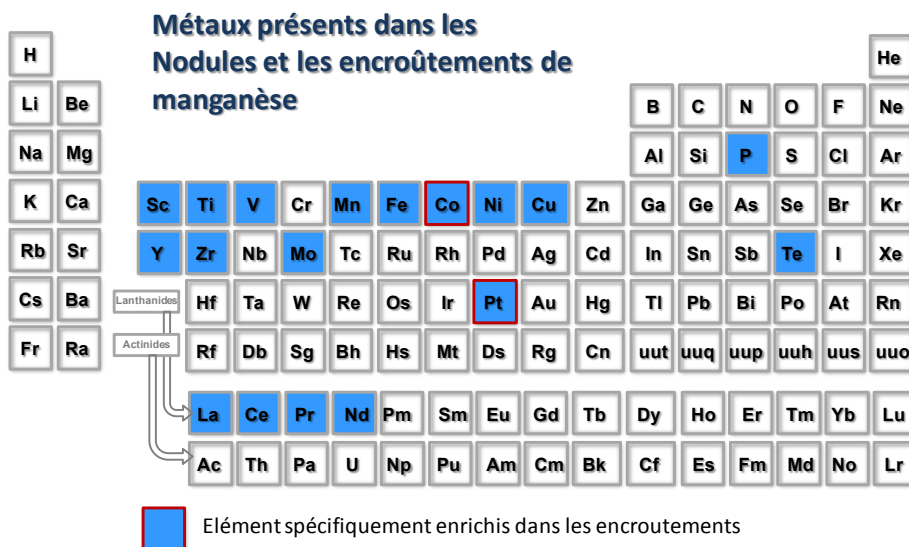 Métaux présents dans les
Nodules et les encroûtements de
manganèse
H He
Li Be B C N O F Ne
Na Mg Al Si P S Cl Ar
K Ca Sc Ti V Cr Mn Fe Co Ni Cu Zn Ga Ge As Se Br Kr
Rb Sr Y Zr Nb Mo Tc Ru Rh Pd Ag Cd In Sn Sb Te I Xe
Cs Ba Lanthanides Hf Ta W Re Os Ir Pt Au Hg Tl Pb Bi Po At Rn
Fr Ra Actinides Rf Db Sg Bh Hs Mt Ds Rg Cn uut uuq uup uuh uus uuo
La Ce Pr Nd Pm Sm Eu Gd Tb Dy Ho Er Tm Yb Lu
Ac Th Pa U Np Pu Am Cm Bk Cf Es Fm Md No Lr
Elément spécifiquement enrichis dans les encroutements